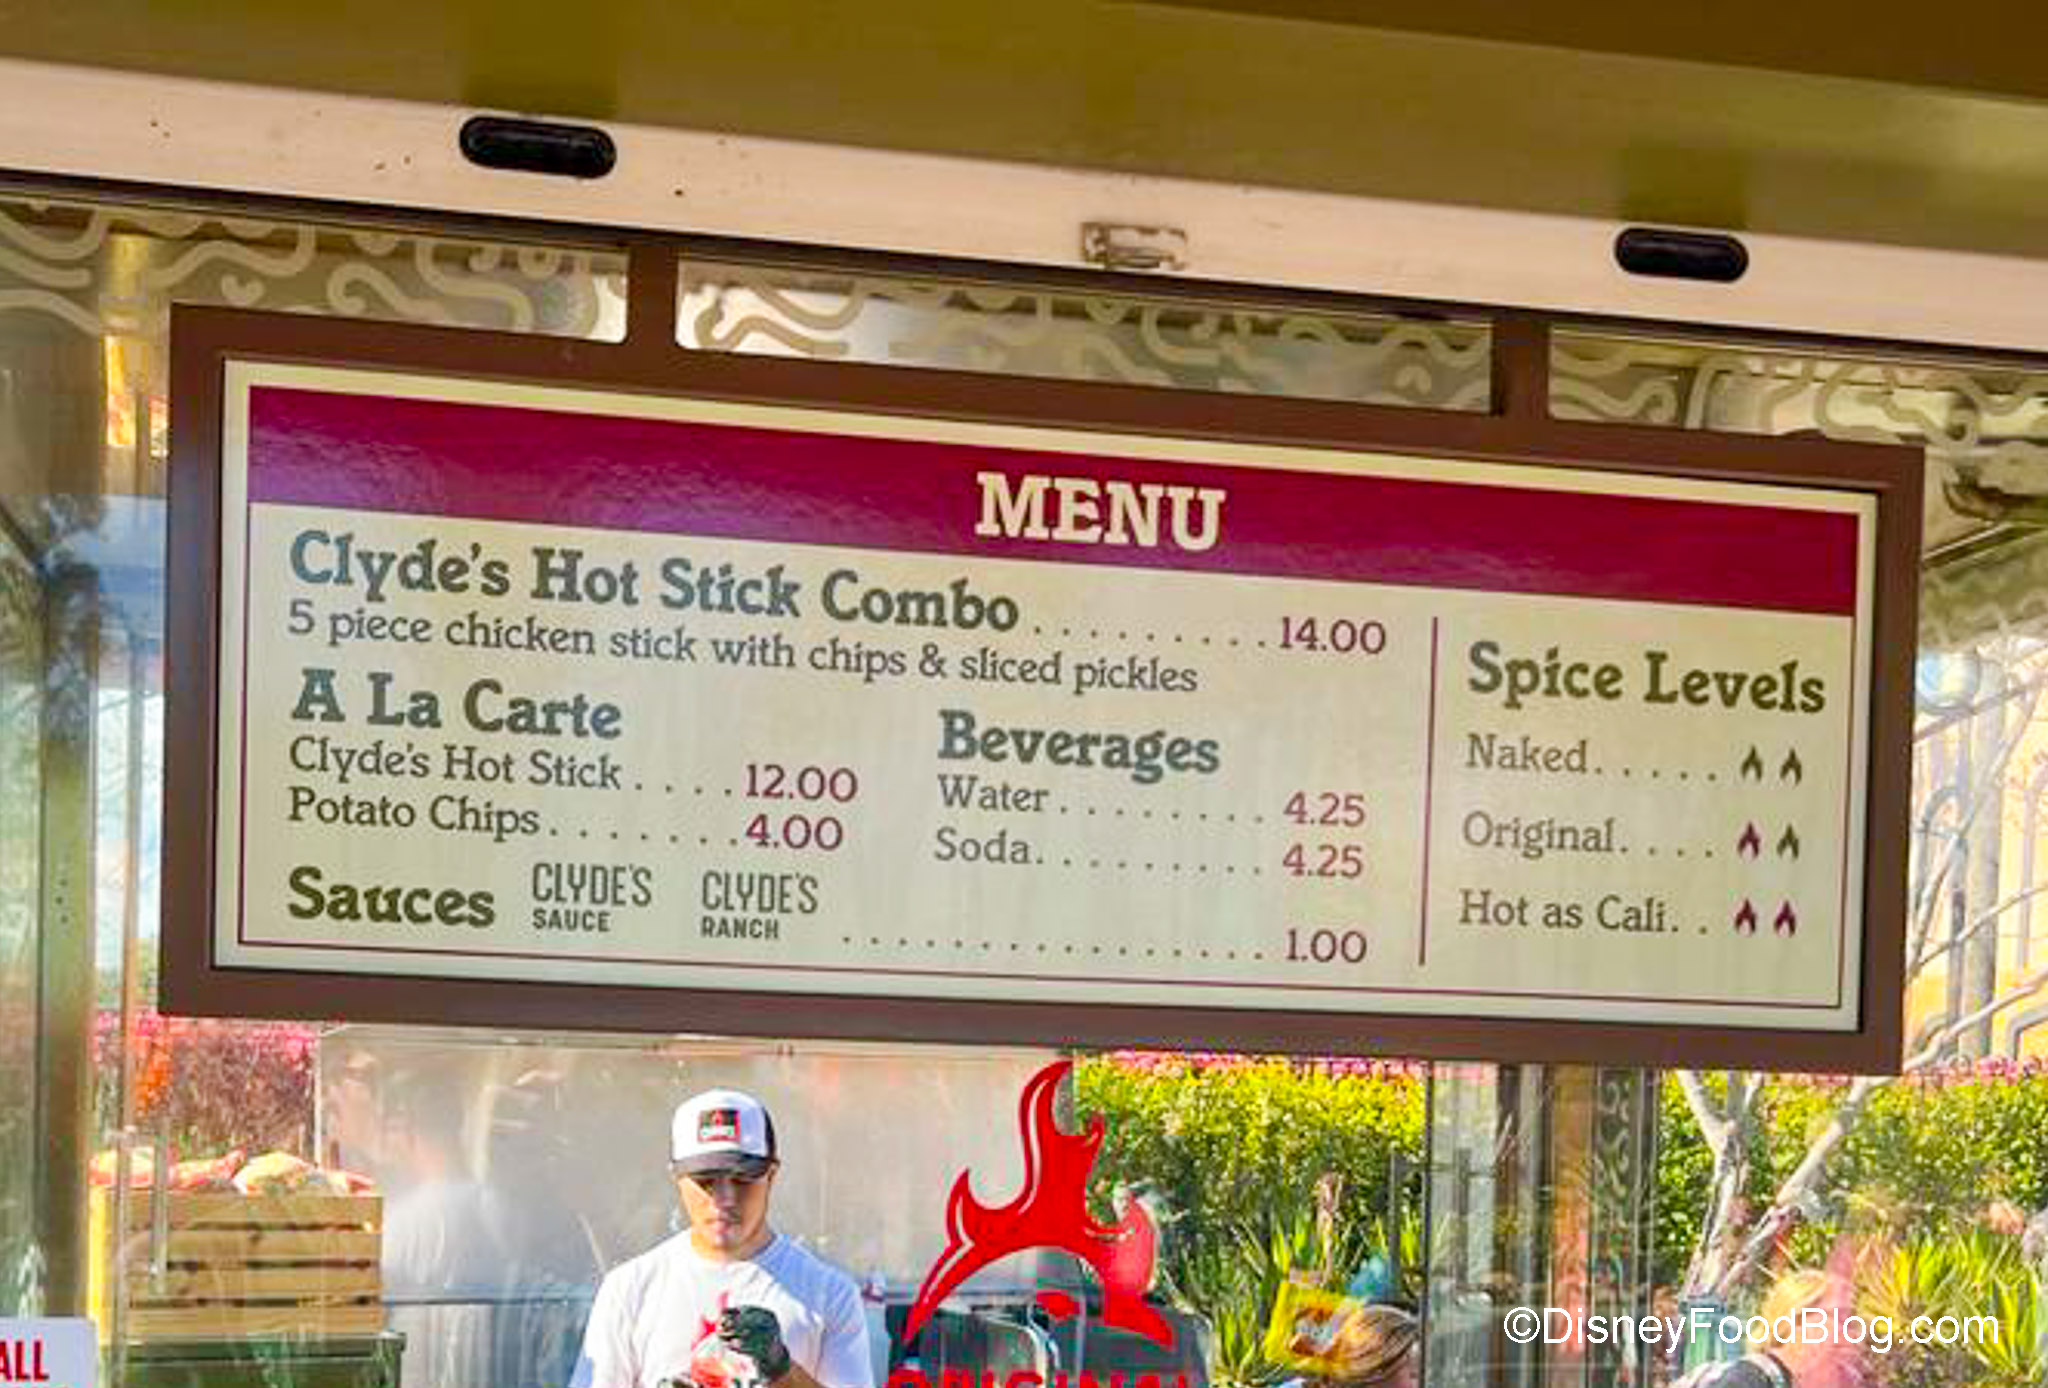 MENU
Clyde's Hot Stick Combo . . . . . . . . . . 14.00
5 piece chicken stick with chips & sliced pickles
A La Carte
Clyde's Hot Stick . . . . . 12.00
Potato Chips . . . . . . . . 4.00
Beverages
Water . . . . . . . . . 4.25
Soda . . . . . . . . . . 4.25
Sauces CLYDE'S SAUCE CLYDE'S RANCH . . . . . . . . . . . . . . . . . . 1.00
Spice Levels
Naked . . . . . .
Original . . . . .
Hot as Cali . .
ALL
ORIGINAL
©DisneyFoodBlog.com